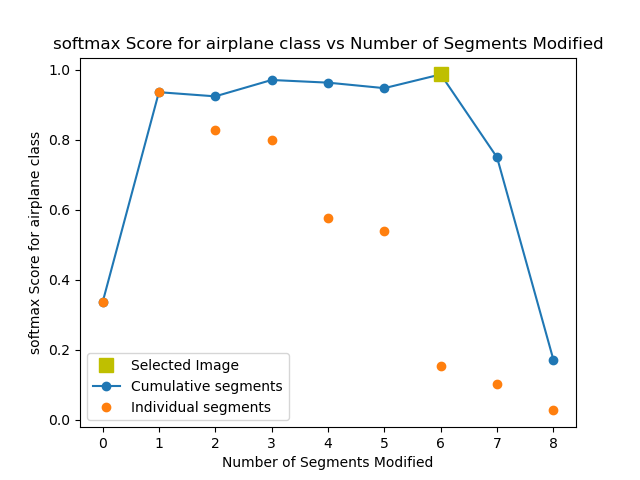 softmax Score for airplane class vs Number of Segments Modified
softmax Score for airplane class
1.0
0.8
0.6
0.4
0.2
0.0
Selected Image
Cumulative segments
Individual segments
0 1 2 3 4 5 6 7 8
Number of Segments Modified